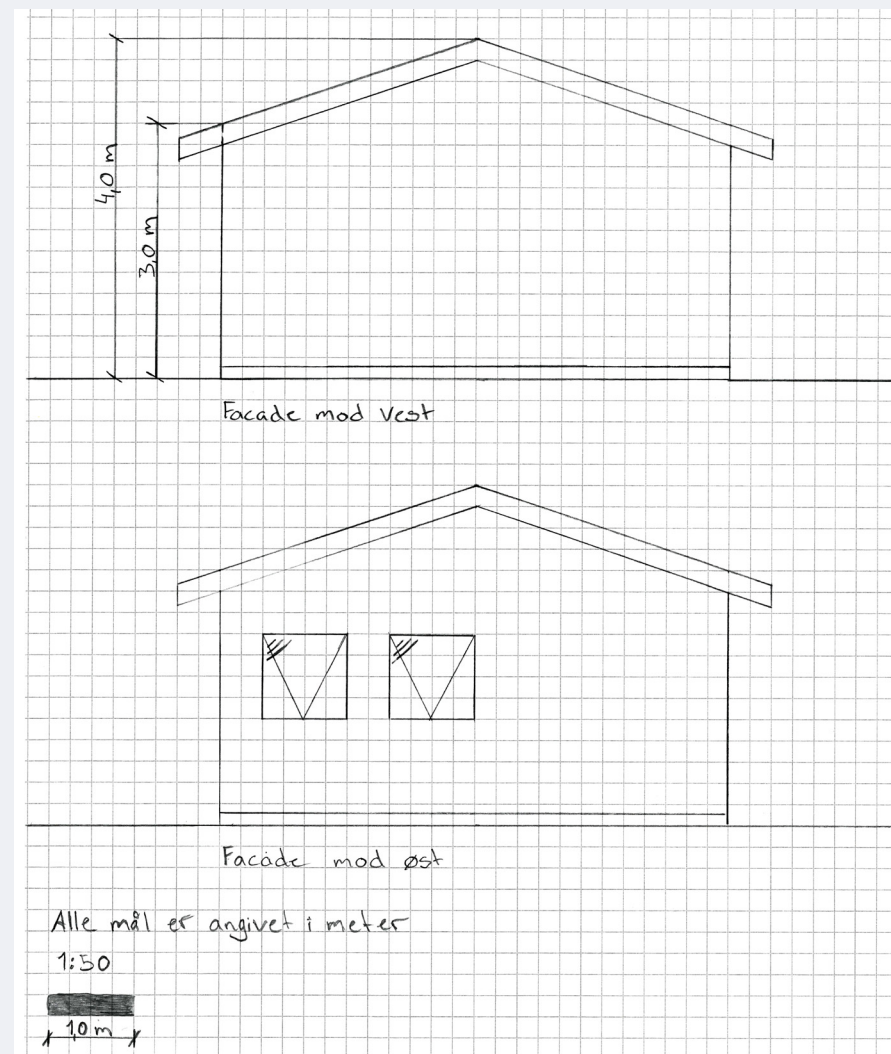 4,0 m
3,0 m
Facade mod Vest
Facade mod øst
Alle mål er angivet i meter
1:50
1,0 m